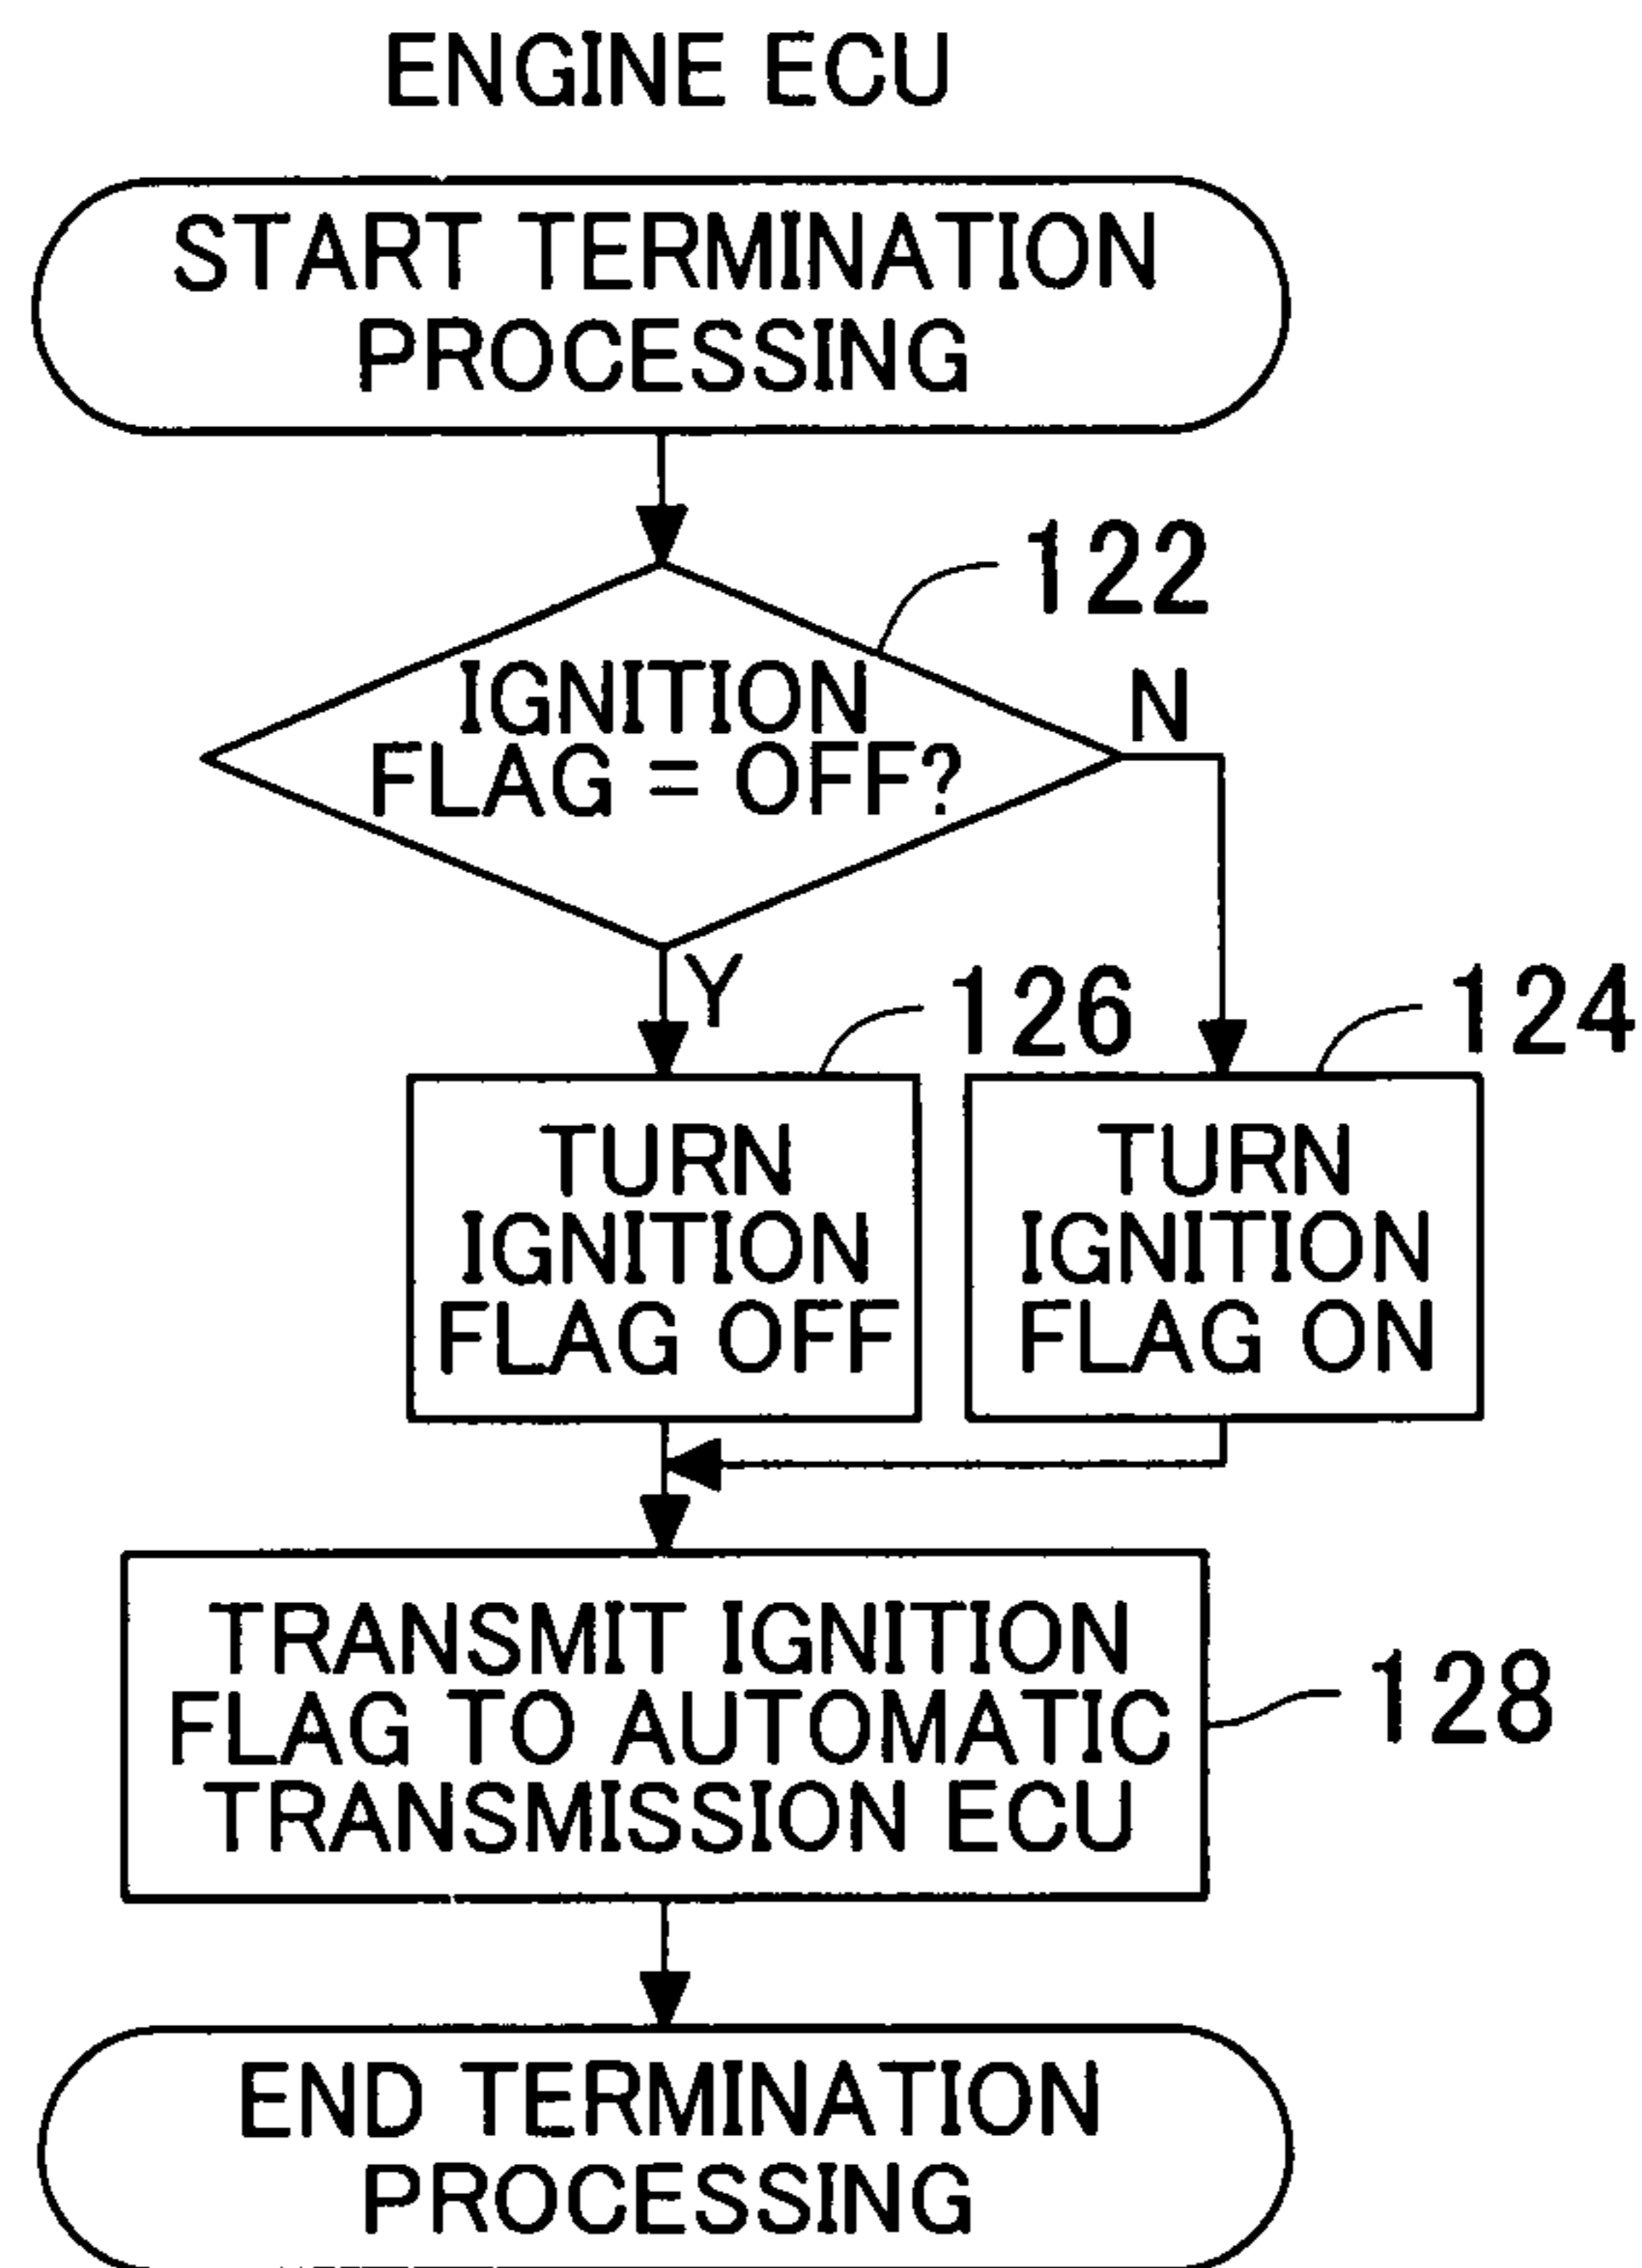 ENGINE ECU
START TERMINATION
PROCESSING
122
IGNITION
FLAG = OFF?
N
Y
126
124
TURN
IGNITION
FLAG OFF
TURN
IGNITION
FLAG ON
TRANSMIT IGNITION
FLAG TO AUTOMATIC
TRANSMISSION ECU
128
END TERMINATION
PROCESSING